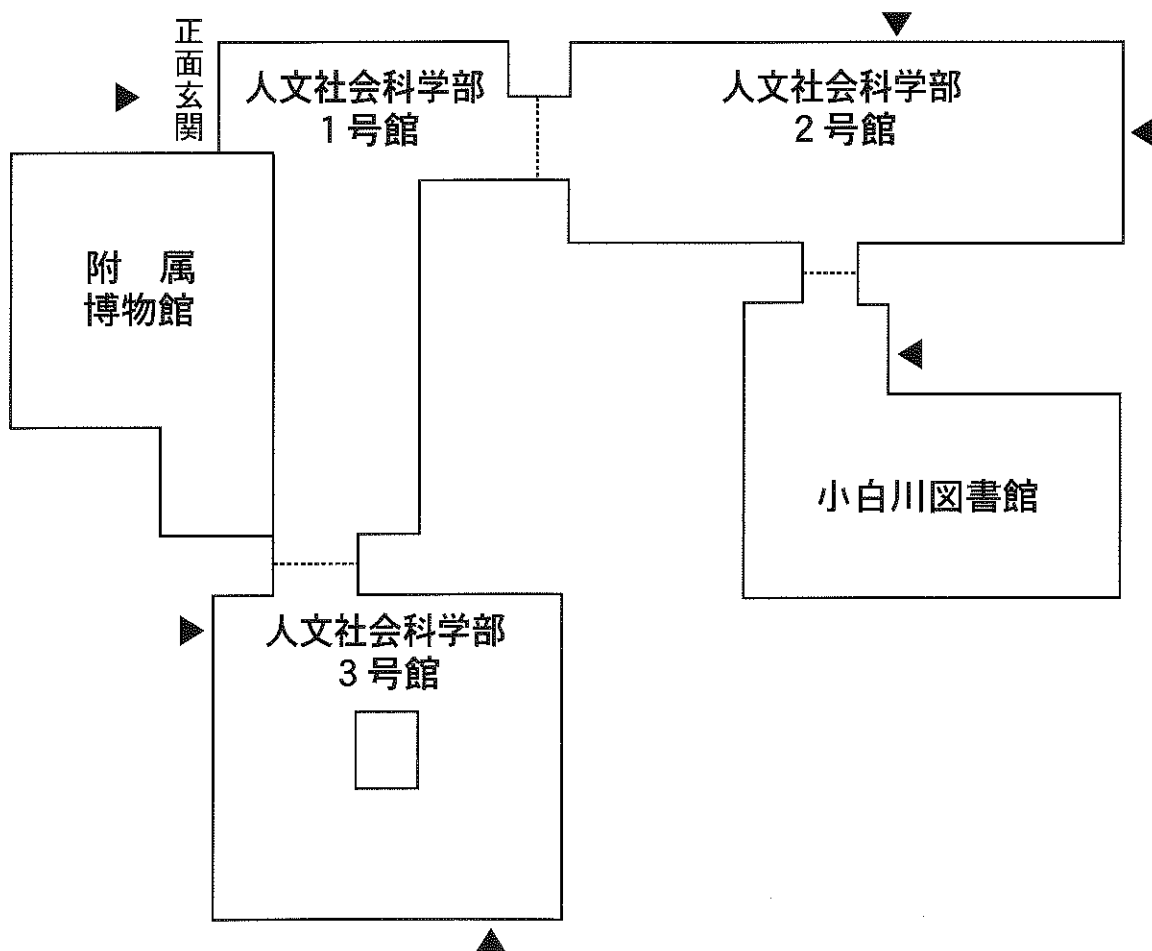 正面玄関
人文社会科学部
1号館
人文社会科学部
2号館
附　属
博物館
小白川図書館
人文社会科学部
3号館